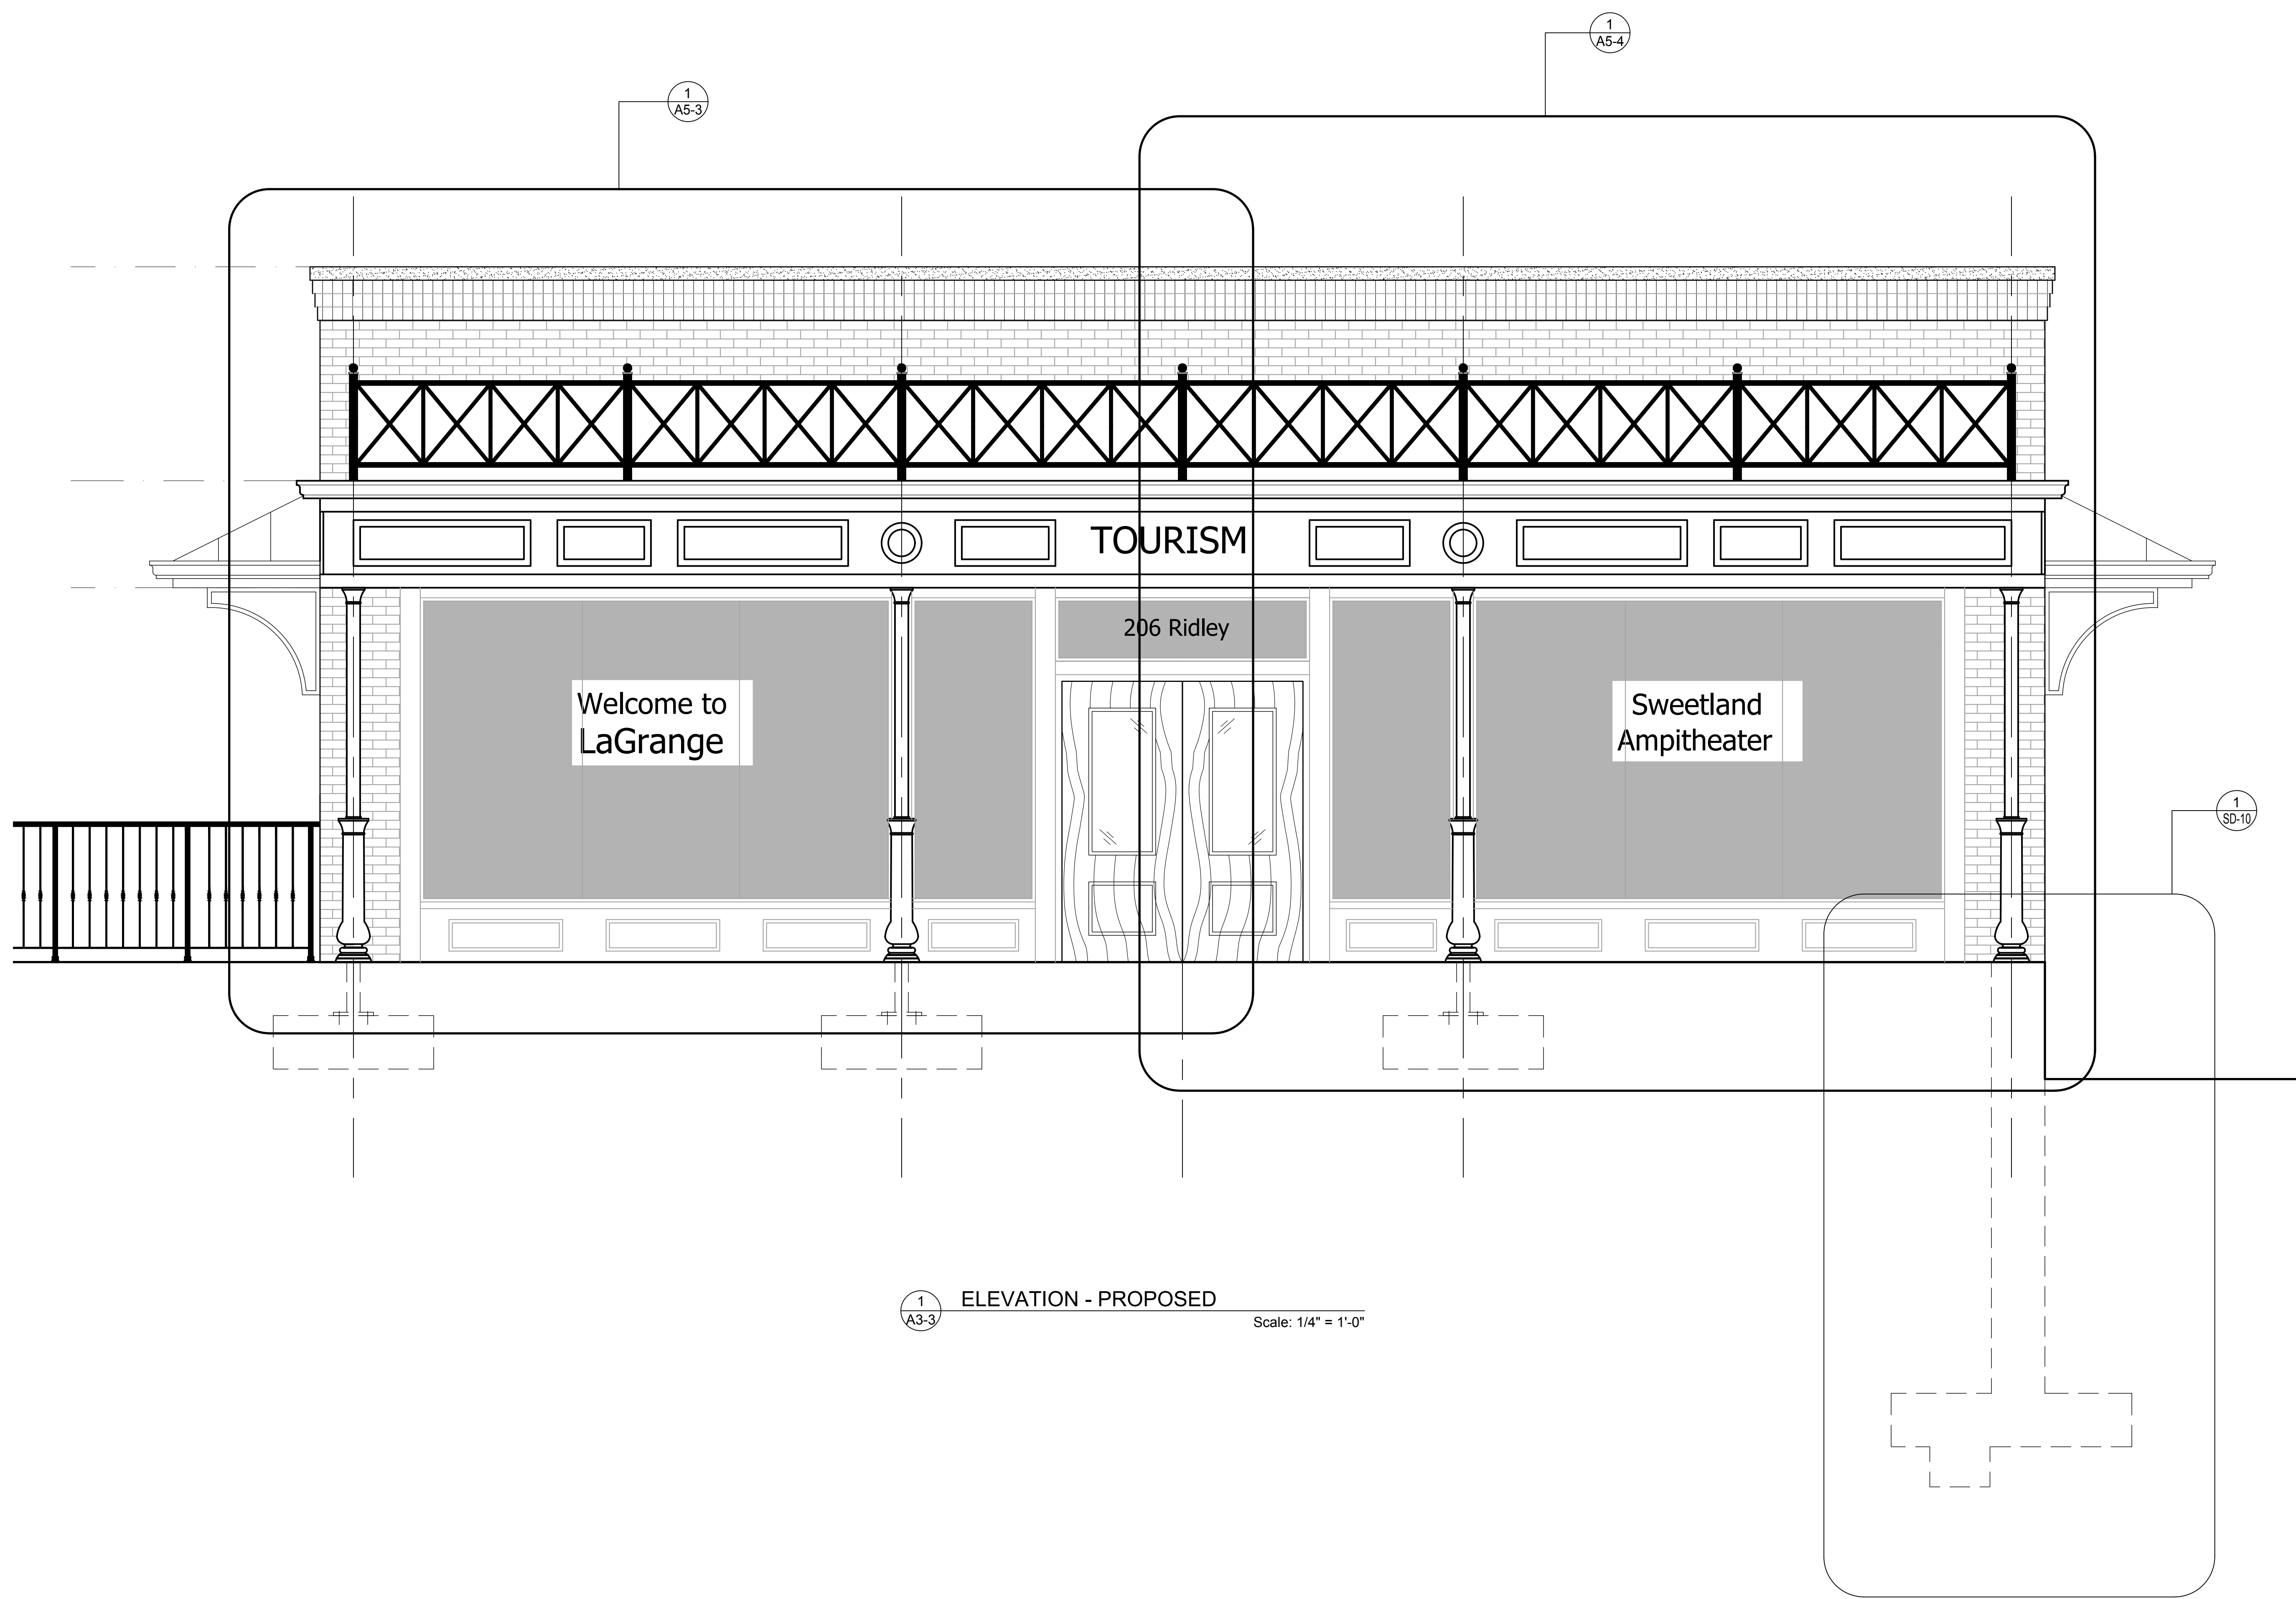 1
A5-4
1
A5-3
TOURISM
206 Ridley
Welcome to
LaGrange
Sweetland
Ampitheater
1
SD-10
1
A3-3
ELEVATION - PROPOSED
Scale: 1/4" = 1'-0"